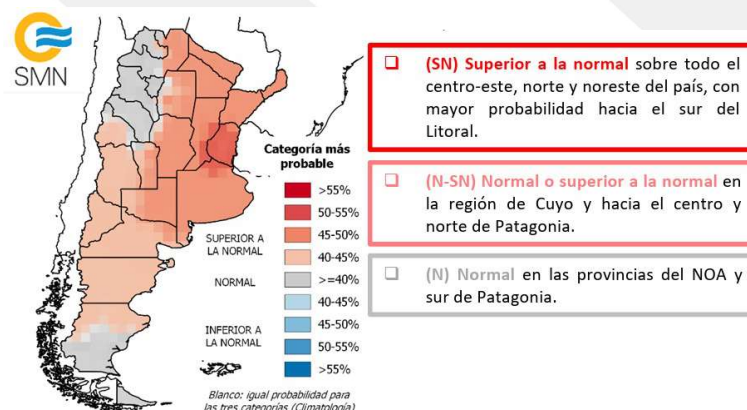 SMN
Categoría más
probable
>55%
50-55%
45-50%
SUPERIOR A
LA NORMAL
40-45%
NORMAL
>=40%
40-45%
INFERIOR A
LA NORMAL
45-50%
50-55%
>55%
Blanco: igual probabilidad para
las tres categorías (Climatología)
(SN) Superior a la normal sobre todo el
centro-este, norte y noreste del país, con
mayor probabilidad hacia el sur del
Litoral.
(N-SN) Normal o superior a la normal en
la región de Cuyo y hacia el centro y
norte de Patagonia.
(N) Normal en las provincias del NOA y
sur de Patagonia.